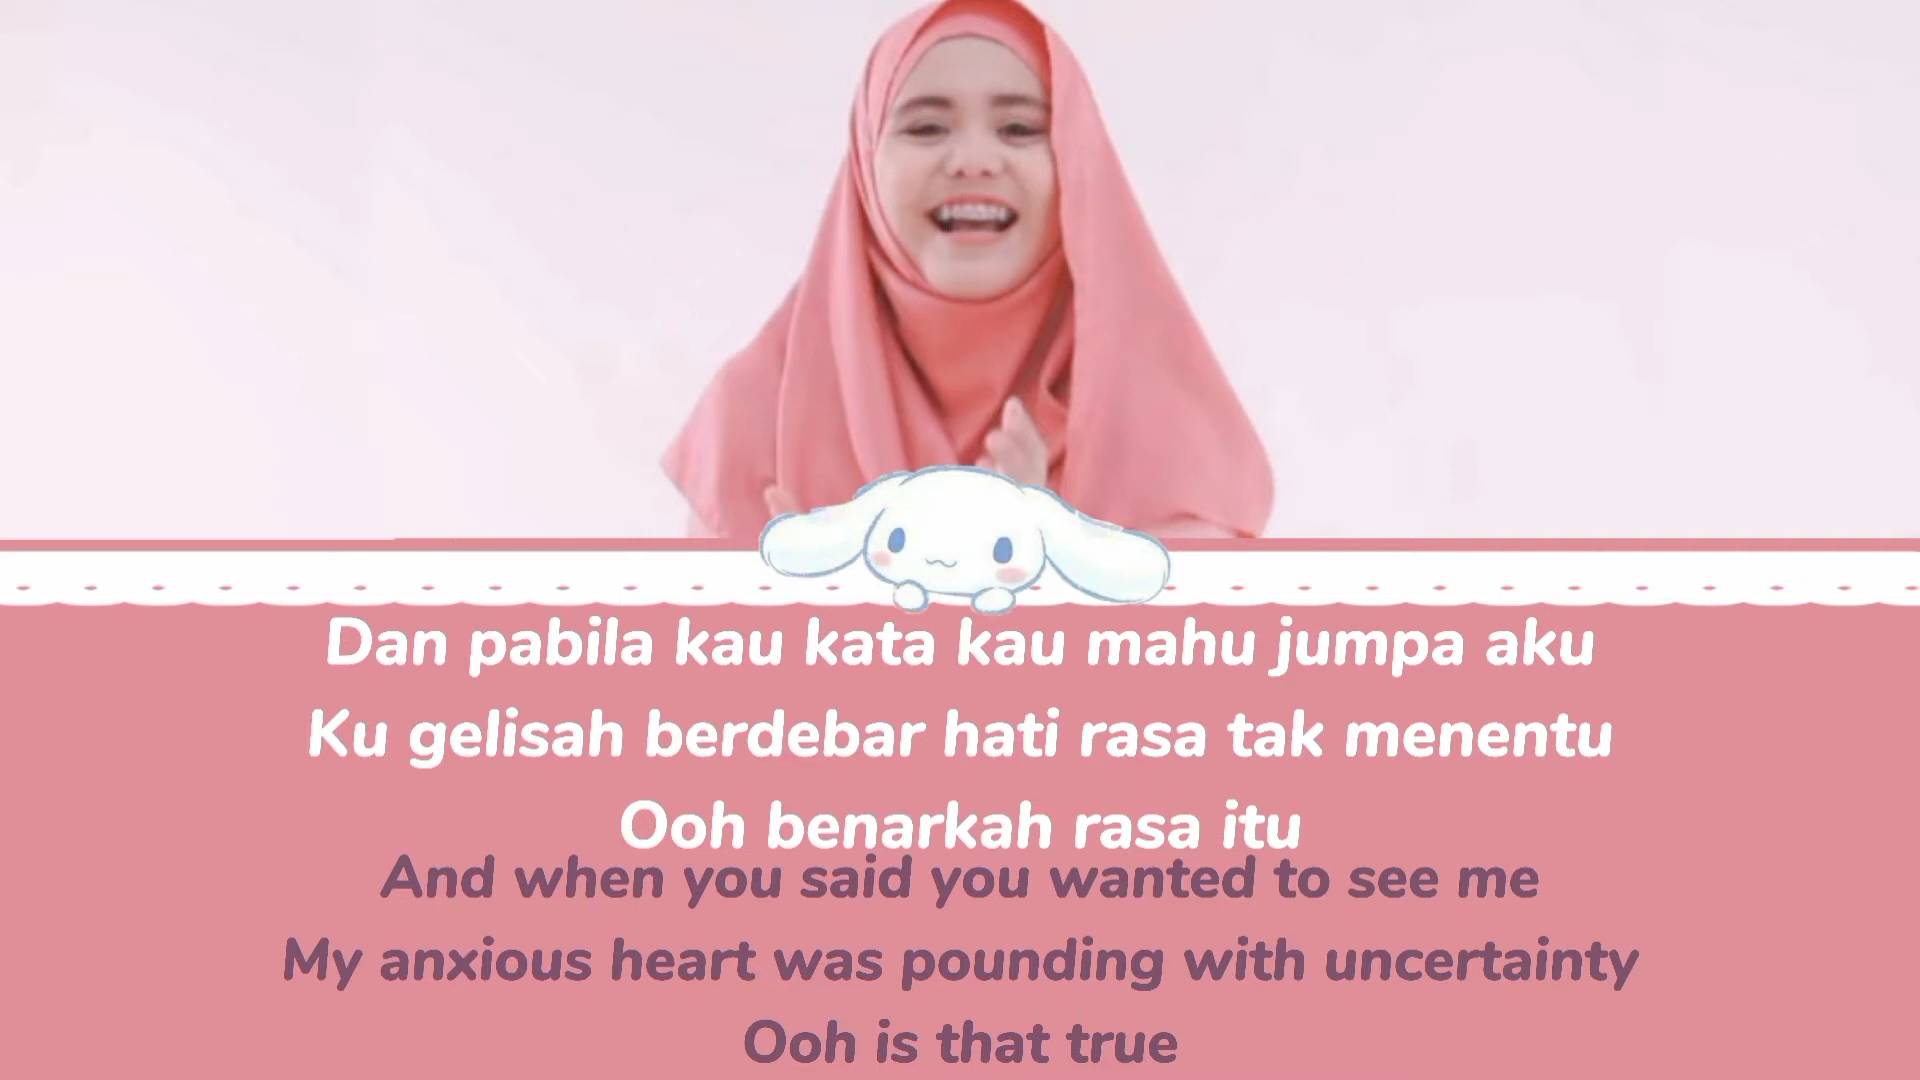 Dan pabila kau kata kau mahu jumpa aku
Ku gelisah berdebar hati rasa tak menentu
Ooh benarkah rasa itu
And when you said you wanted to see me
My anxious heart was pounding with uncertainty
Ooh is that true